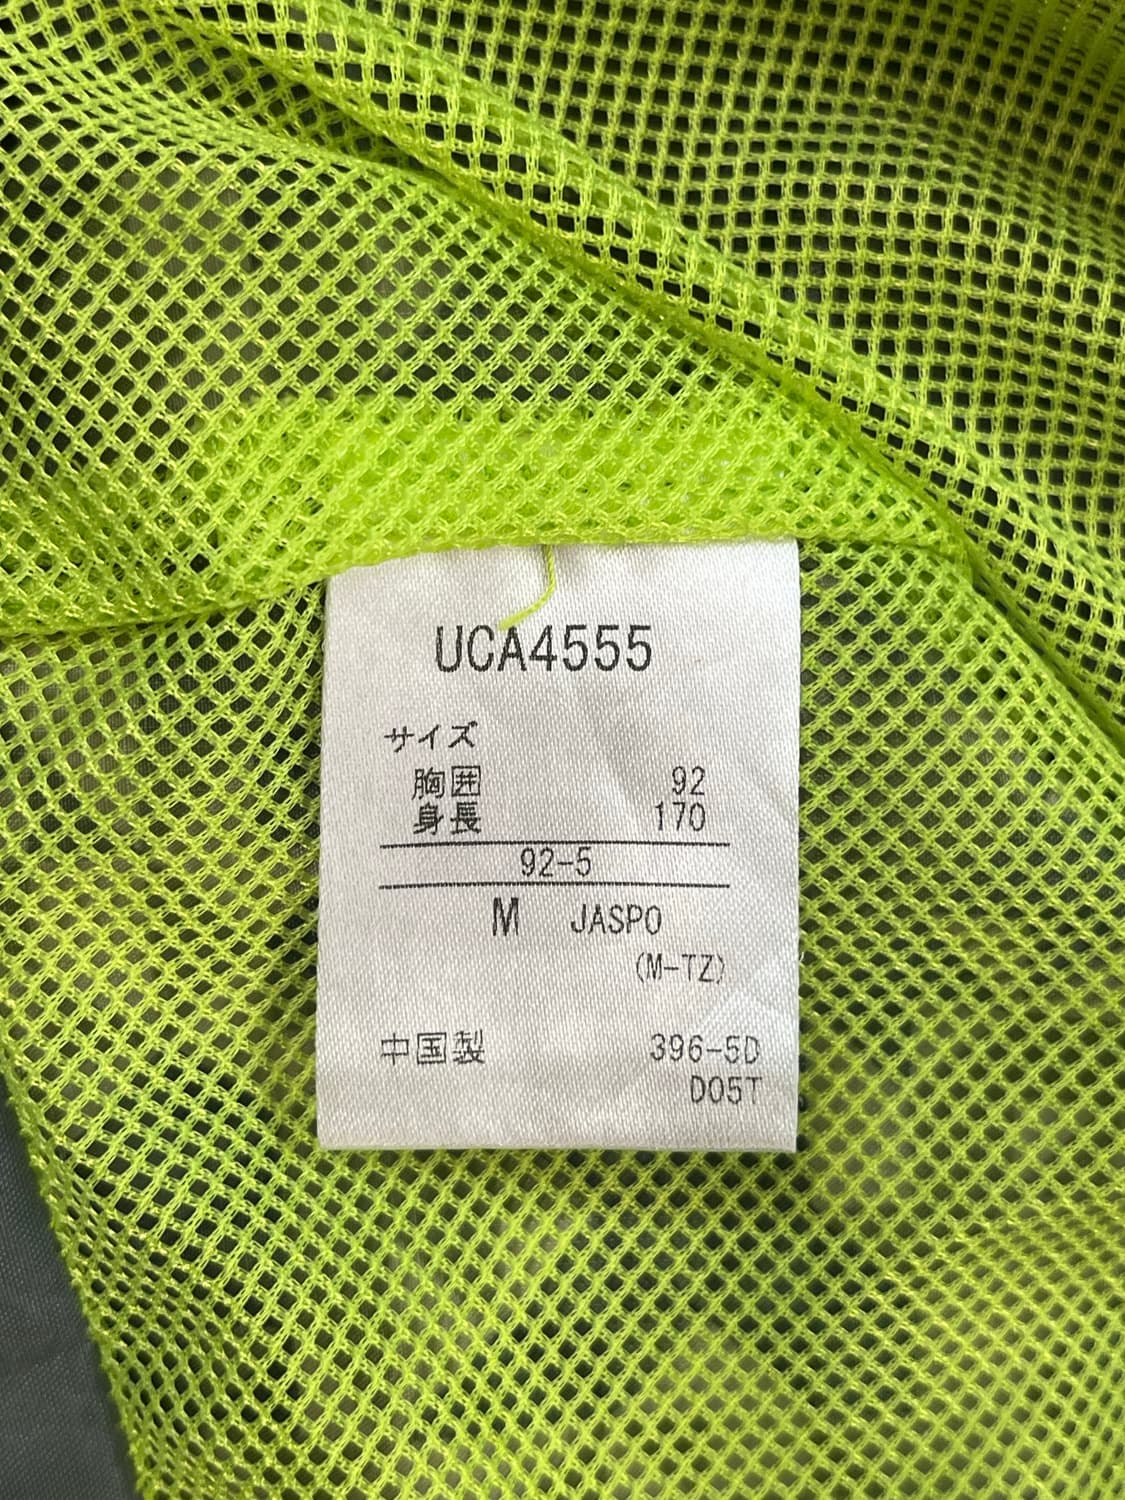 UCA4555
サイズ
胸囲 92
身長 170
92-5
M JASPO
(M-TZ)
中国製 396-5D
D05T